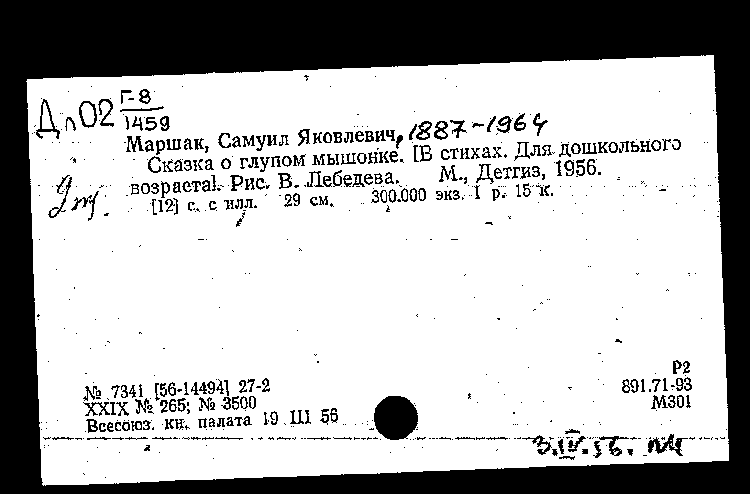 Дл02 Г-8
1459
Маршак, Самуил Яковлевич, 1887-1964
Сказка о глупом мышонке. [В стихах. Для дошкольного
возраста]. Рис. В. Лебедева. М., Детгиз, 1956.
[12] с. с илл. 29 см. 300.000 экз. 1 р. 15 к.
Р2
№ 7341 [56-14494] 27-2 891.71-93
XXIX № 265; № 3500 М301
Всесоюз. кн. палата 19 III 56
3.IV.56.